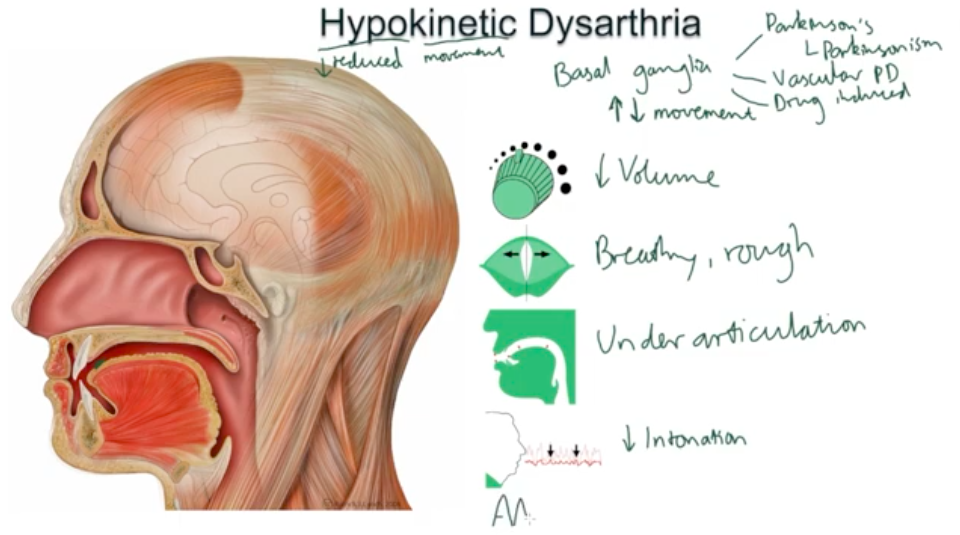 Hypokinetic Dysarthria
↓ reduced movement
Basal ganglia
↑↓ movement
Parkinson's
Parkinsonism
Vascular PD
Drug induced
↓ Volume
Breathy, rough
Under articulation
↓ Intonation